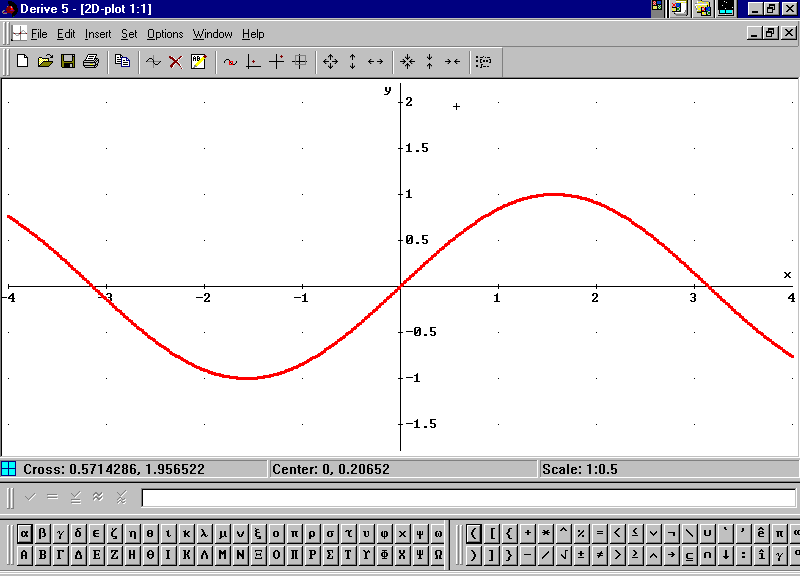 Derive 5 - [2D-plot 1:1]
File Edit Insert Set Options Window Help
y
2
1.5
1
0.5
x
-4 -3 -2 -1 1 2 3 4
-0.5
-1
-1.5
Cross: 0.5714286, 1.956522 Center: 0, 0.20652 Scale: 1:0.5
α β γ δ ε ζ η θ ι κ λ μ ν ξ ο π ρ σ τ υ φ χ ψ ω ( [ { + * ^ % = < ≤ ∨ ¬ \ ∪ ` ´ ê π ∞
Α Β Γ Δ Ε Ζ Η Θ Ι Κ Λ Μ Ν Ξ Ο Π Ρ Σ Τ Υ Φ Χ Ψ Ω ) ] } - / √ ± ≠ > ≥ ∧ → ⊆ ∩ ↓ : î γ °